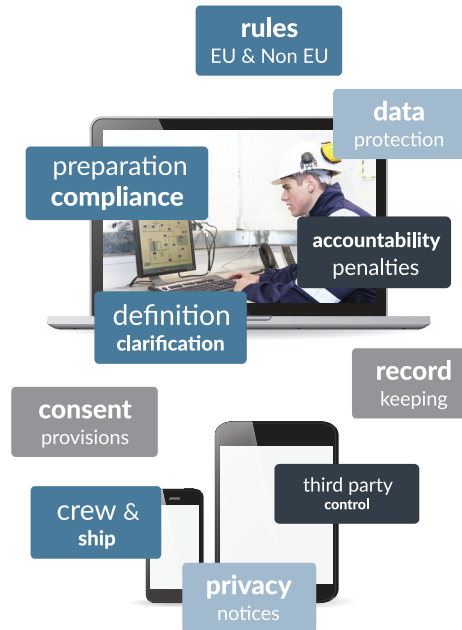 rules
EU & Non EU
data
protection
preparation
compliance
accountability
penalties
definition
clarification
record
keeping
consent
provisions
third party
control
crew &
ship
privacy
notices